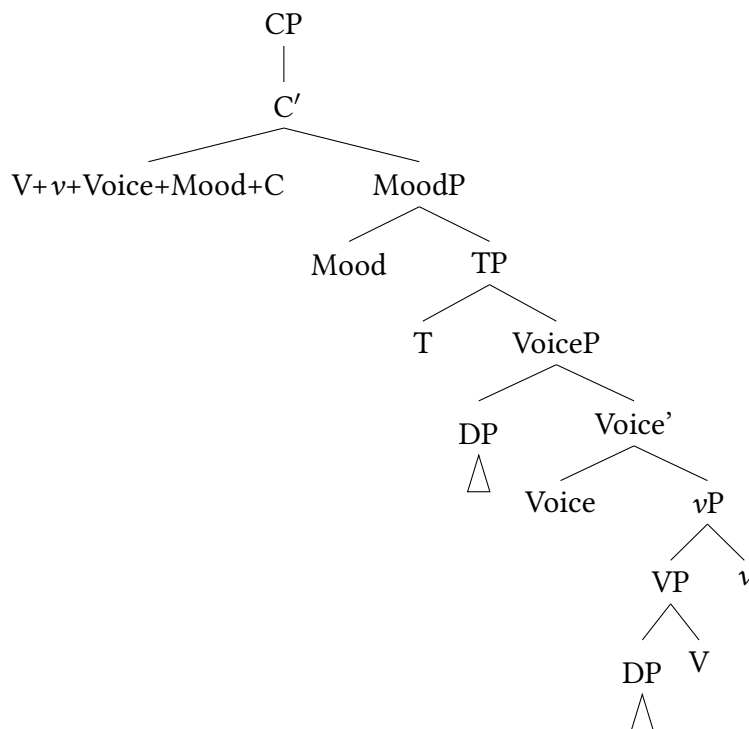 CP
C′
V+v+Voice+Mood+C MoodP
Mood TP
T VoiceP
DP Voice’
Voice vP
VP v
DP V